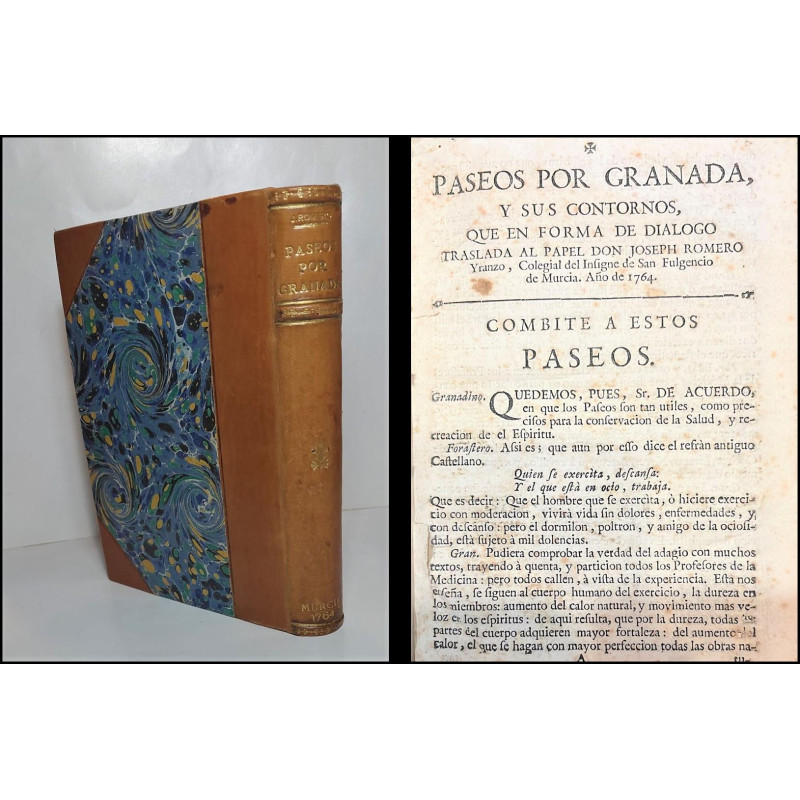 J. ROMERO
PASEOS
POR
GRANADA
MURCIA
1764
✠
PASEOS POR GRANADA,
Y SUS CONTORNOS,
QUE EN FORMA DE DIALOGO
TRASLADA AL PAPEL DON JOSEPH ROMERO
Yranzo, Colegial del Insigne de San Fulgencio
de Murcia. Año de 1764.
COMBITE A ESTOS
PASEOS.
Granadino. QUEDEMOS, PUES, Sr. DE ACUERDO,
en que los Paseos son tan utiles, como pre-
cisos para la conservacion de la Salud, y re-
creacion de el Espiritu.
Forastero. Assi es; que aun por esso dice el refràn antiguo
Castellano.
Quien se exercìta, descansa:
Y el que està en ocio, trabaja.
Que es decir: Que el hombre que se exercìta, ò hiciere exerci-
cio con moderacion, vivirà vida sin dolores, enfermedades, y
con descanso: pero el dormilon, poltron, y amigo de la ociosi-
dad, està sujeto à mil dolencias.
Gran. Pudiera comprobar la verdad del adagio con muchos
textos, trayendo à quenta, y particion todos los Profesores de la
Medicina: pero todos callen, à vista de la experiencia. Esta nos
enseña, se siguen al cuerpo humano del exercicio, la dureza en
los miembros: aumento del calor natural, y movimiento mas ve-
loz en los espiritus: de aqui resulta, que por la dureza, todas las
partes del cuerpo adquieren mayor fortaleza: del aumento del
calor, el que se hagan con mayor perfeccion todas las obras na-
A